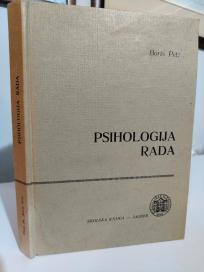 Boris Petz
PSIHOLOGIJA
RADA
ŠKOLSKA KNJIGA — ZAGREB
PSIHOLOGIJA RADA